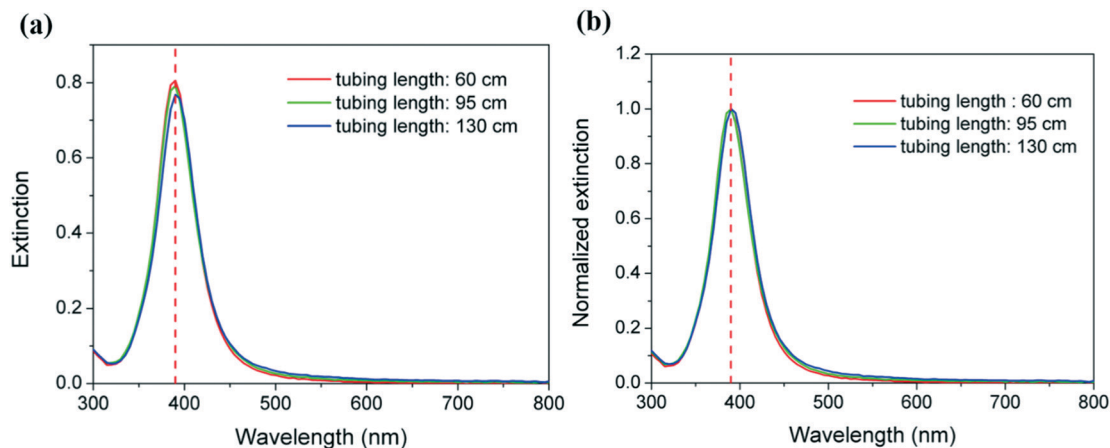 (a)
0.8
0.6
0.4
0.2
0.0
Extinction
tubing length: 60 cm
tubing length: 95 cm
tubing length: 130 cm
300 400 500 600 700 800
Wavelength (nm)
(b)
1.2
1.0
0.8
0.6
0.4
0.2
0.0
Normalized extinction
tubing length : 60 cm
tubing length: 95 cm
tubing length: 130 cm
300 400 500 600 700 800
Wavelength (nm)